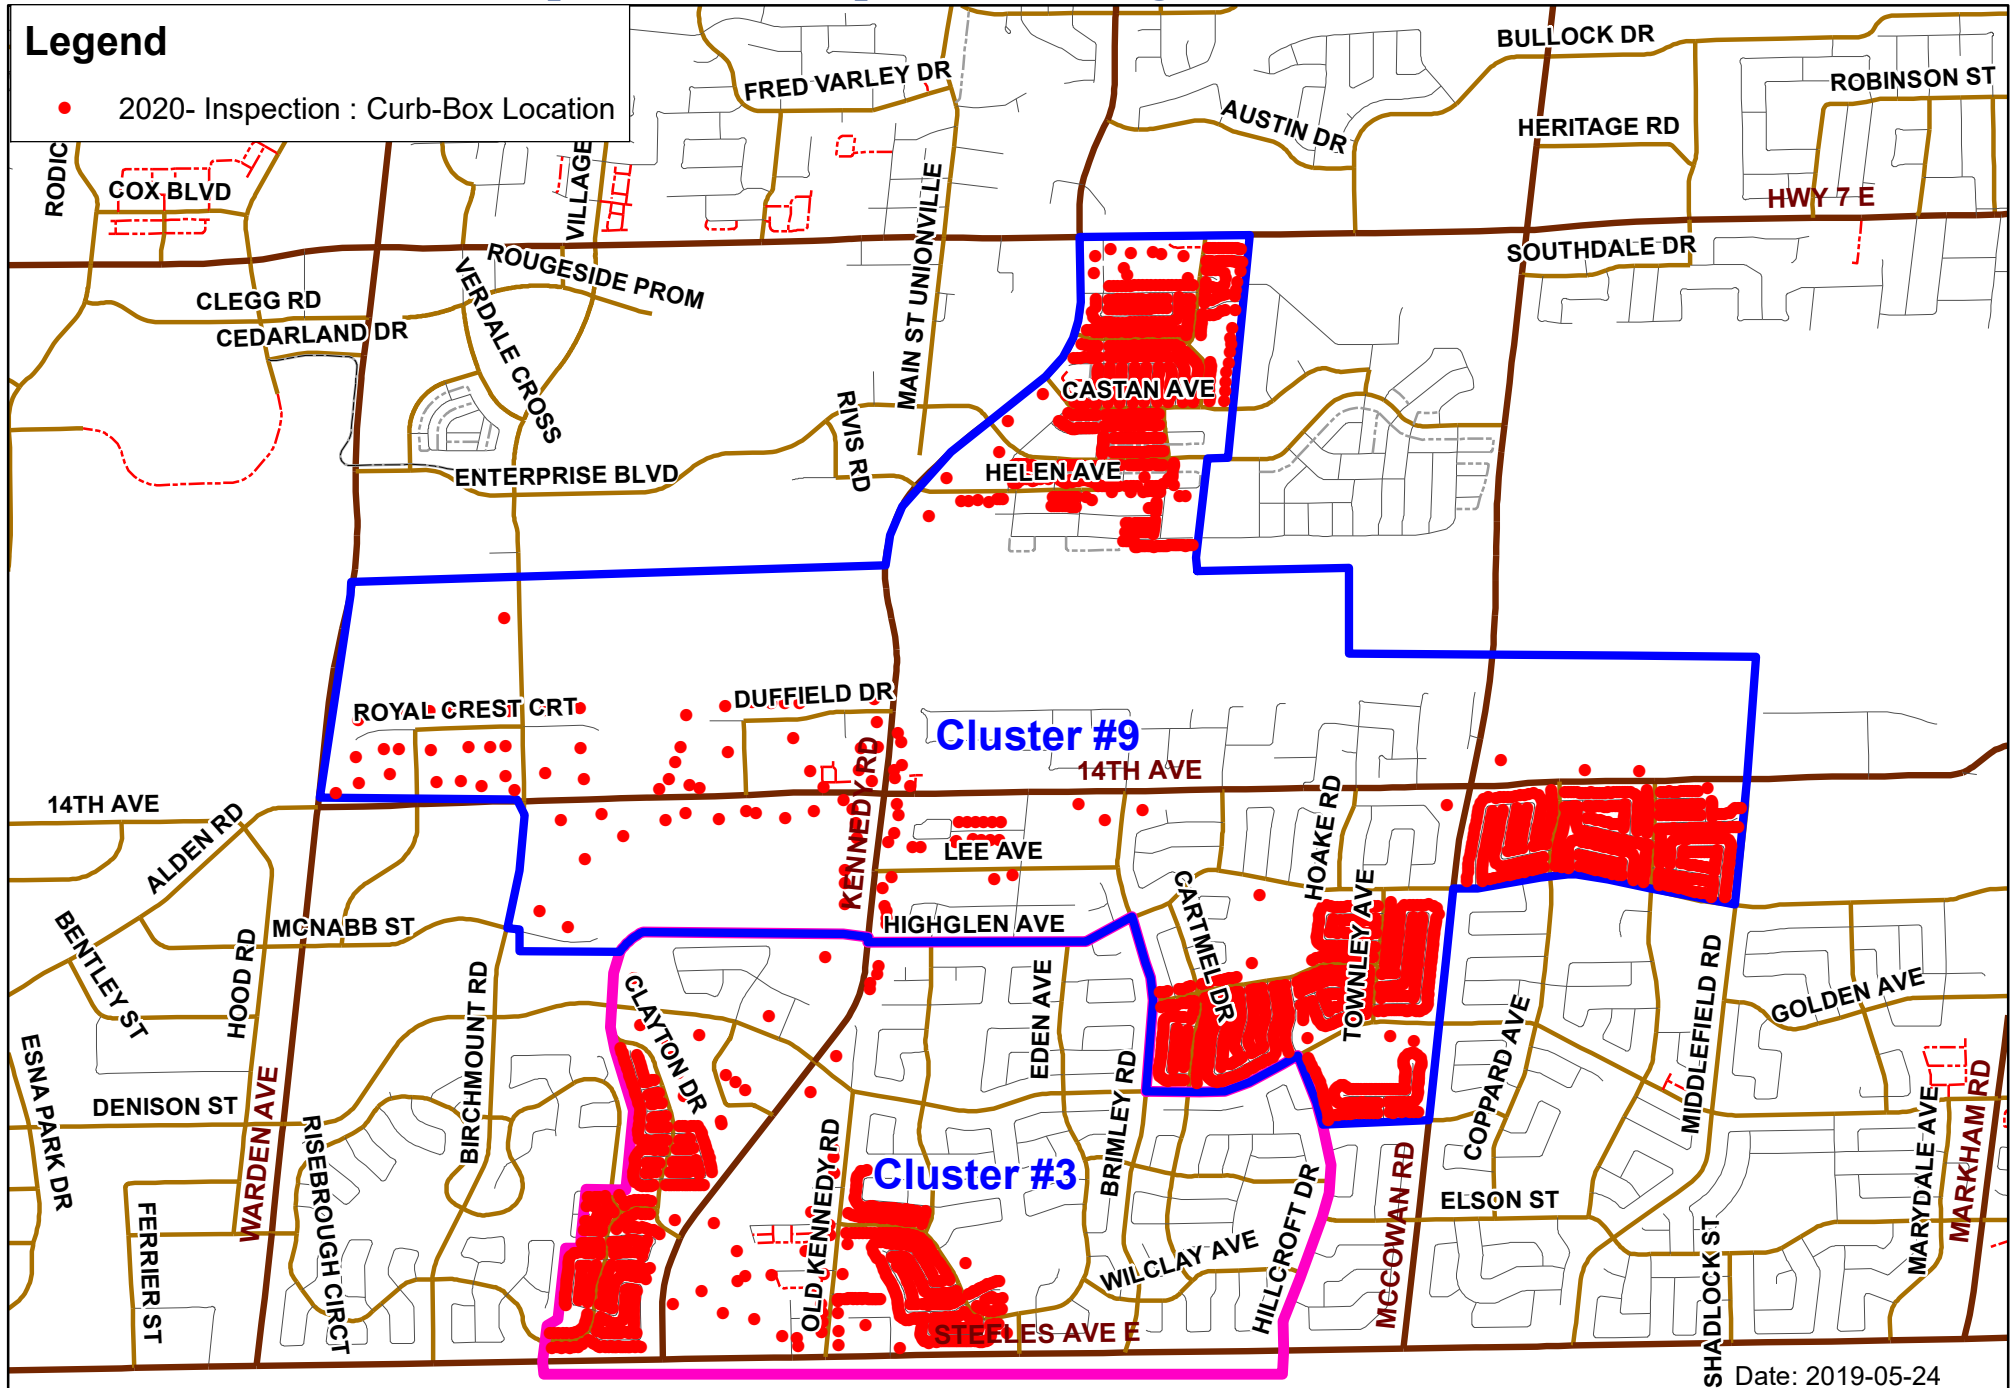 Legend
2020- Inspection : Curb-Box Location
BULLOCK DR
FRED VARLEY DR
ROBINSON ST
AUSTIN DR
HERITAGE RD
RODIC
COX BLVD
VILLAGE
MAIN ST UNIONVILLE
HWY 7 E
SOUTHDALE DR
ROUGESIDE PROM
VERDALE CROSS
CLEGG RD
CEDARLAND DR
CASTAN AVE
RIVIS RD
HELEN AVE
ENTERPRISE BLVD
DUFFIELD DR
ROYAL CREST CRT
Cluster #9
KENNEDY RD
14TH AVE
14TH AVE
ALDEN RD
HOAKE RD
LEE AVE
CARTMEL DR
TOWNLEY AVE
BENTLEY ST
MCNABB ST
HOOD RD
HIGHGLEN AVE
BIRCHMOUNT RD
CLAYTON DR
EDEN AVE
MIDDLEFIELD RD
GOLDEN AVE
COPPARD AVE
ESNA PARK DR
DENISON ST
WARDEN AVE
RISEBROUGH CIRCT
BRIMLEY RD
OLD KENNEDY RD
MARYDALE AVE
MARKHAM RD
Cluster #3
FERRIER ST
ELSON ST
HILLCROFT DR
MCCOWAN RD
WILCLAY AVE
SHADLOCK ST
STEELES AVE E
Date: 2019-05-24